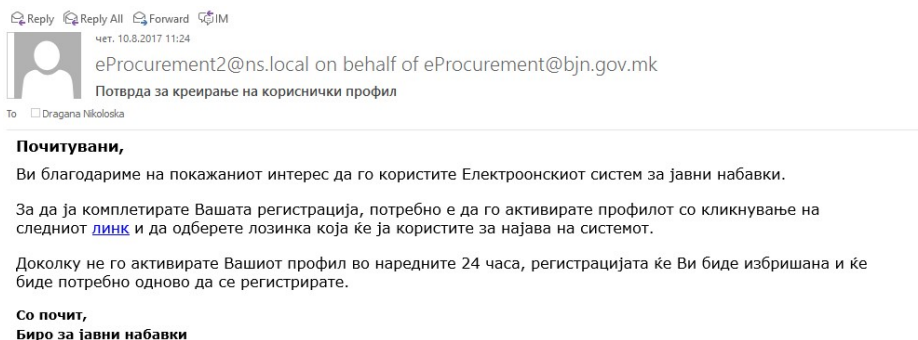 Reply Reply All Forward IM
чет. 10.8.2017 11:24
eProcurement2@ns.local on behalf of eProcurement@bjn.gov.mk
Потврда за креирање на кориснички профил
To Dragana Nikoloska
Почитувани,
Ви благодариме на покажаниот интерес да го користите Електроонскиот систем за јавни набавки.
За да ја комплетирате Вашата регистрација, потребно е да го активирате профилот со кликнување на
следниот линк и да одберете лозинка која ќе ја користите за најава на системот.
Доколку не го активирате Вашиот профил во наредните 24 часа, регистрацијата ќе Ви биде избришана и ќе
биде потребно одново да се регистрирате.
Со почит,
Биро за јавни набавки